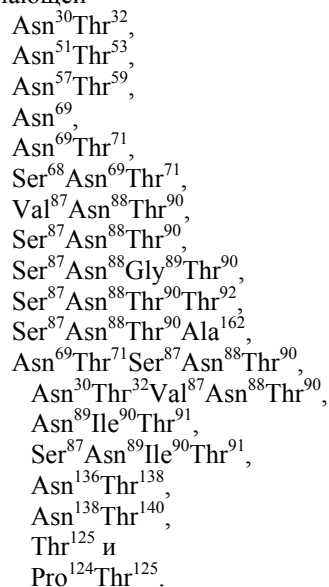 Asn³⁰Thr³²,
Asn⁵¹Thr⁵³,
Asn⁵⁷Thr⁵⁹,
Asn⁶⁹,
Asn⁶⁹Thr⁷¹,
Ser⁶⁸Asn⁶⁹Thr⁷¹,
Val⁸⁷Asn⁸⁸Thr⁹⁰,
Ser⁸⁷Asn⁸⁸Thr⁹⁰,
Ser⁸⁷Asn⁸⁸Gly⁸⁹Thr⁹⁰,
Ser⁸⁷Asn⁸⁸Thr⁹⁰Thr⁹²,
Ser⁸⁷Asn⁸⁸Thr⁹⁰Ala¹⁶²,
Asn⁶⁹Thr⁷¹Ser⁸⁷Asn⁸⁸Thr⁹⁰,
Asn³⁰Thr³²Val⁸⁷Asn⁸⁸Thr⁹⁰,
Asn⁸⁹Ile⁹⁰Thr⁹¹,
Ser⁸⁷Asn⁸⁹Ile⁹⁰Thr⁹¹,
Asn¹³⁶Thr¹³⁸,
Asn¹³⁸Thr¹⁴⁰,
Thr¹²⁵ и
Pro¹²⁴Thr¹²⁵.